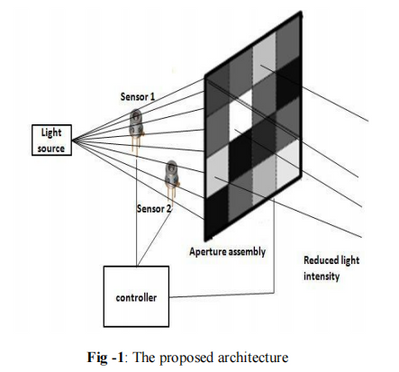 Sensor 1
Light
source
Sensor 2
Aperture assembly
Reduced light
intensity
controller
Fig -1: The proposed architecture